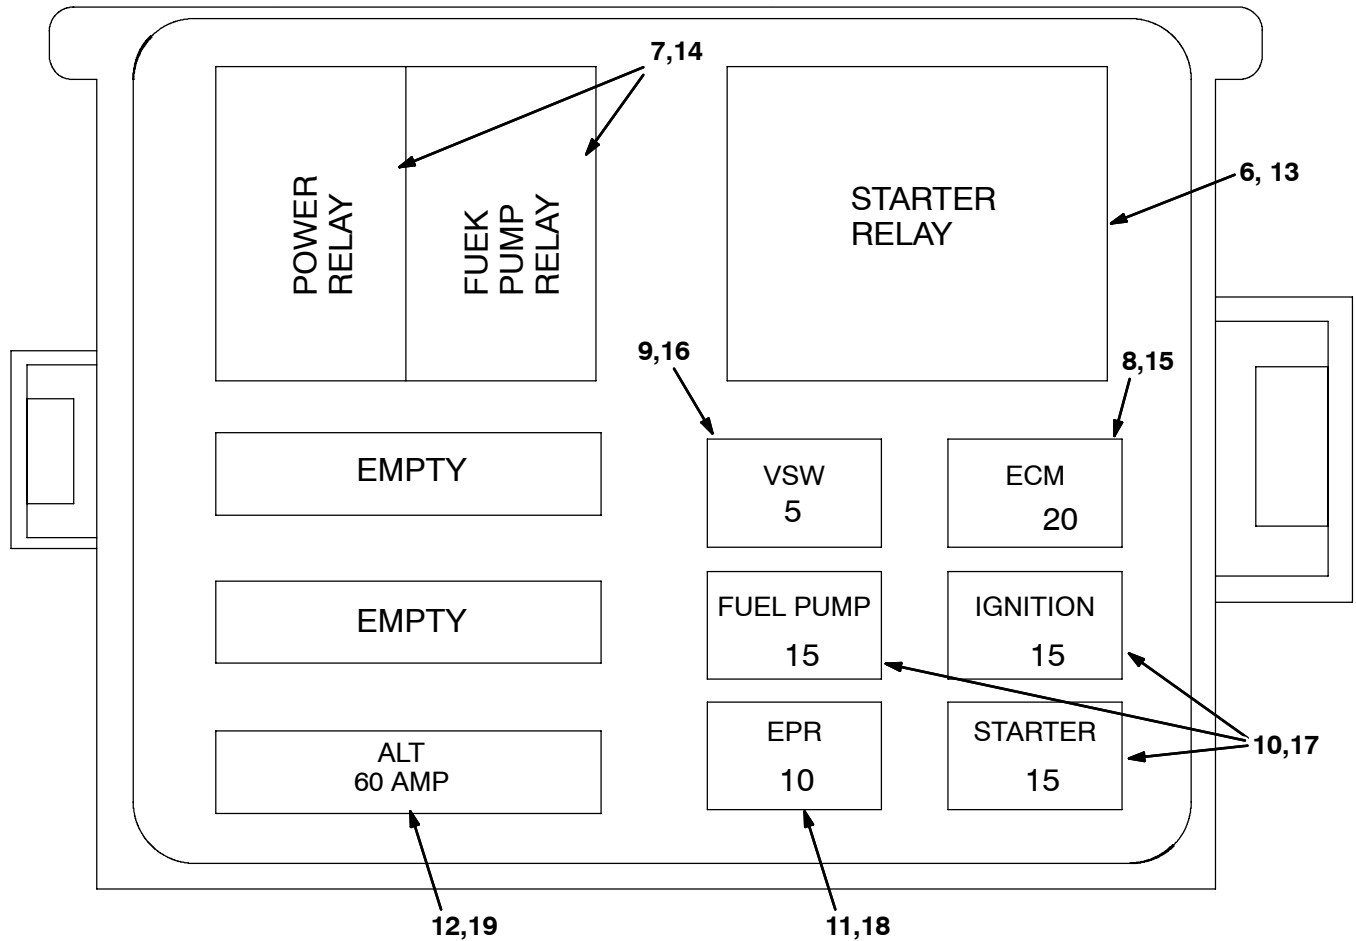 7,14
POWER
RELAY
FUEK
PUMP
RELAY
STARTER
RELAY
6, 13
9,16
8,15
EMPTY
VSW
5
ECM
20
EMPTY
FUEL PUMP
15
IGNITION
15
ALT
60 AMP
EPR
10
STARTER
15
10,17
12,19
11,18